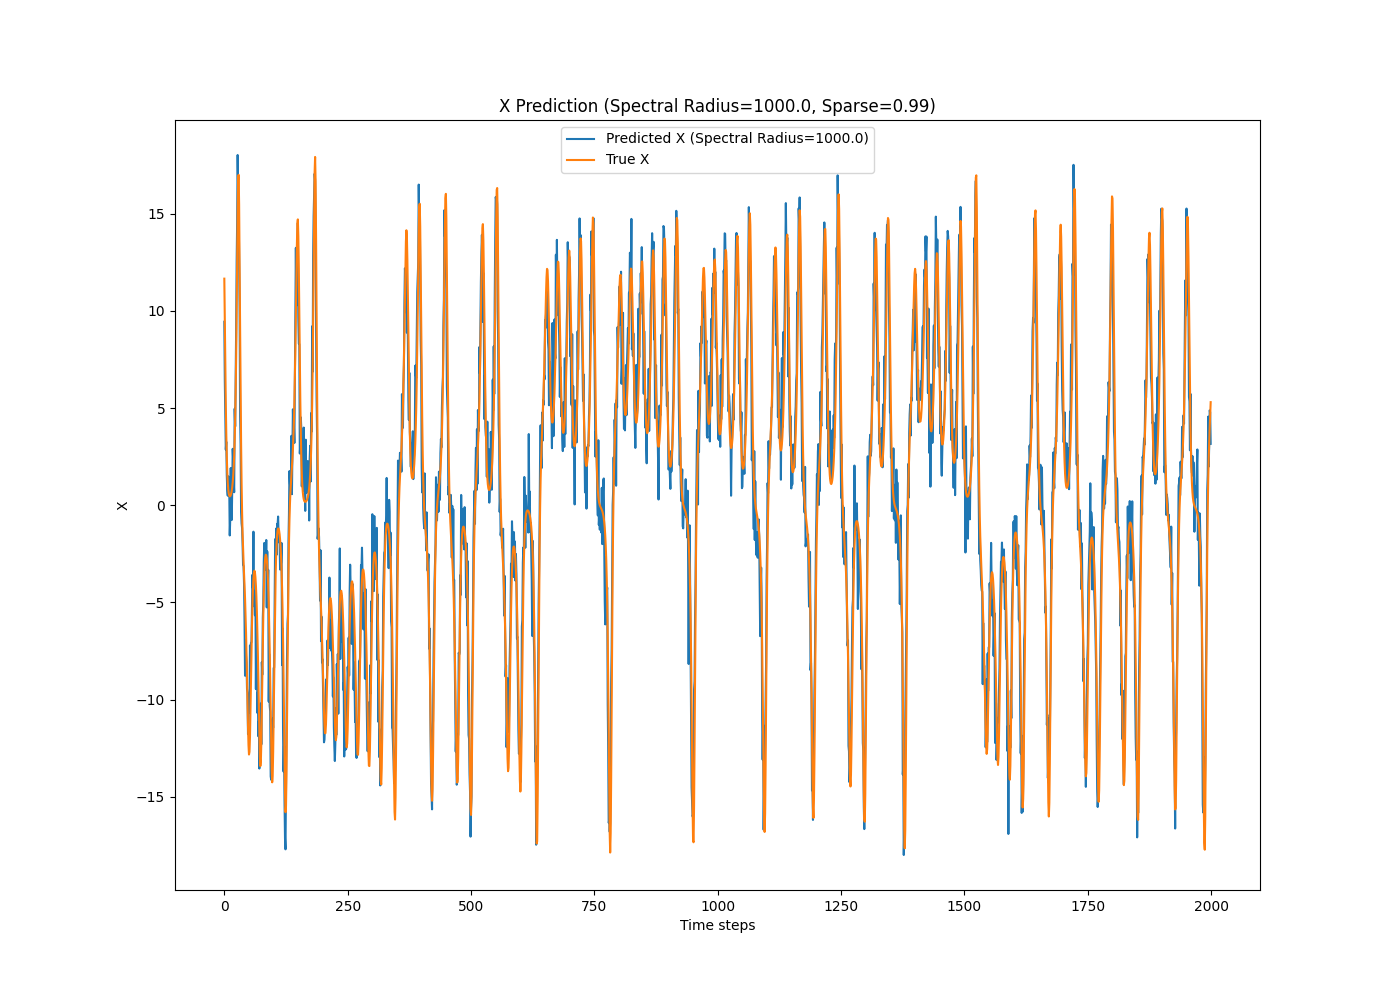 X Prediction (Spectral Radius=1000.0, Sparse=0.99)
Predicted X (Spectral Radius=1000.0)
True X
15
10
5
0
−5
−10
−15
X
0 250 500 750 1000 1250 1500 1750 2000
Time steps